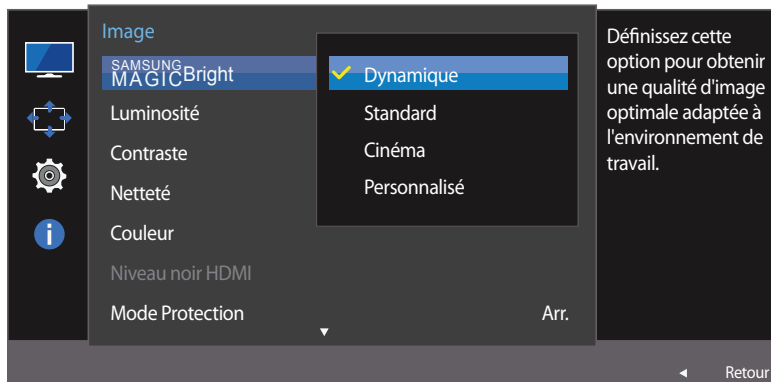 Image
SAMSUNG
MAGICBright
Luminosité
Contraste
Netteté
Couleur
Niveau noir HDMI
Mode Protection
Arr.
Dynamique
Standard
Cinéma
Personnalisé
Définissez cette
option pour obtenir
une qualité d'image
optimale adaptée à
l'environnement de
travail.
Retour